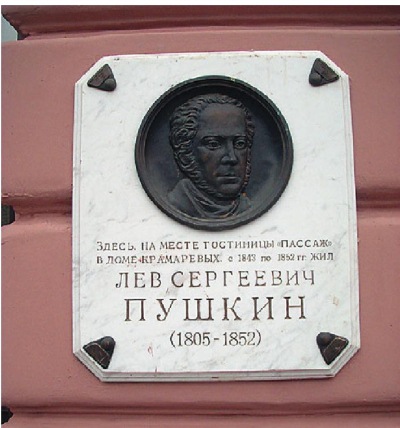 ЗДЕСЬ, НА МЕСТЕ ГОСТИНИЦЫ «ПАССАЖ»
В ДОМЕ КРАМАРЕВЫХ, с 1843 по 1852 гг. ЖИЛ
ЛЕВ СЕРГЕЕВИЧ
ПУШКИН
(1805-1852)